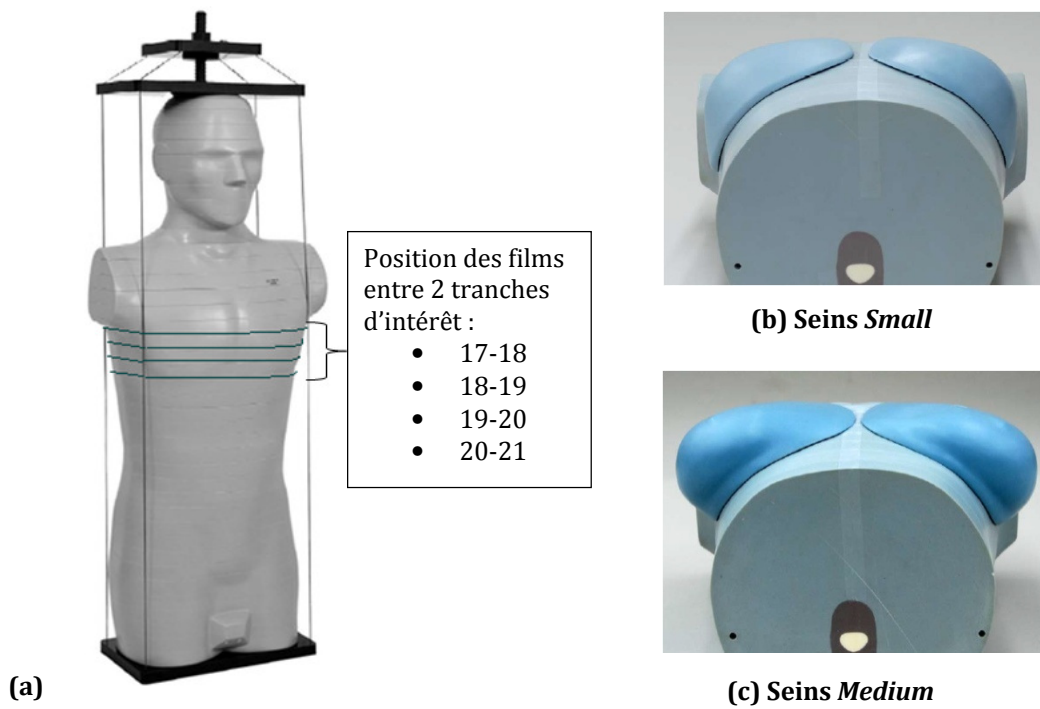 Position des films
entre 2 tranches
d'intérêt :
• 17-18
• 18-19
• 19-20
• 20-21
(a)
(b) Seins Small
(c) Seins Medium